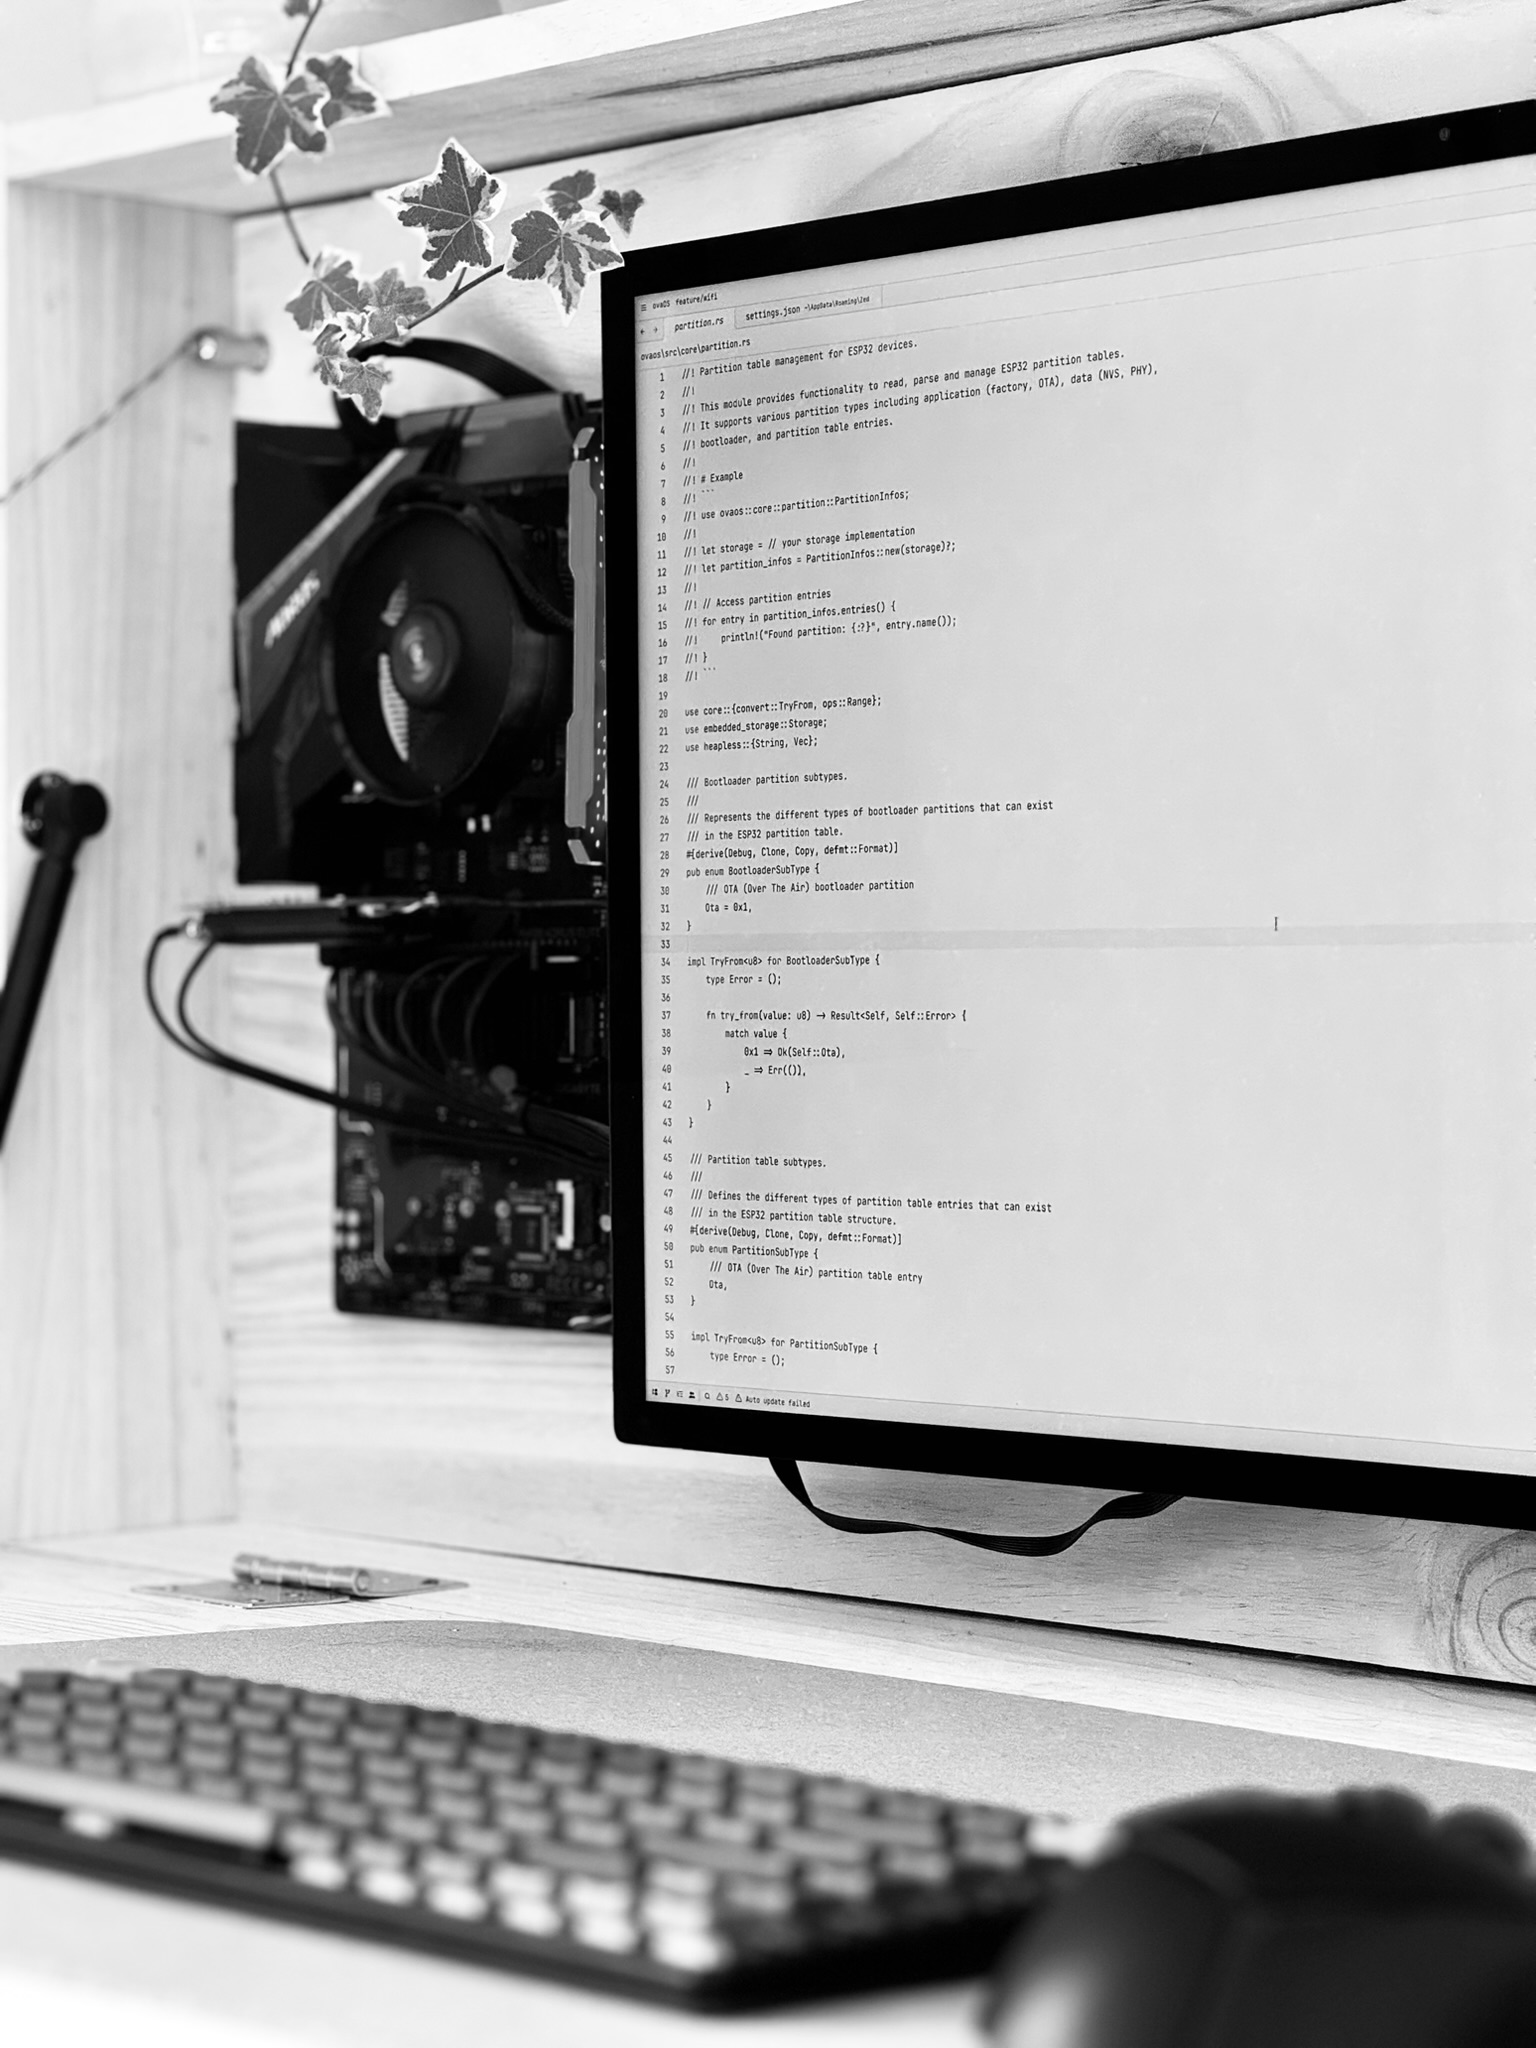 ovaOS feature/wifi
partition.rs settings.json ~\AppData\Roaming\Zed
ovaos\src\core\partition.rs
1 //! Partition table management for ESP32 devices.
2 //!
3 //! This module provides functionality to read, parse and manage ESP32 partition tables.
4 //! It supports various partition types including application (factory, OTA), data (NVS, PHY),
5 //! bootloader, and partition table entries.
6 //!
7 //! # Example
8 //! ```
9 //! use ovaos::core::partition::PartitionInfos;
10 //!
11 //! let storage = // your storage implementation
12 //! let partition_infos = PartitionInfos::new(storage)?;
13 //!
14 //! // Access partition entries
15 //! for entry in partition_infos.entries() {
16 //!     println!("Found partition: {:?}", entry.name());
17 //! }
18 //! ```
19
20 use core::{convert::TryFrom, ops::Range};
21 use embedded_storage::Storage;
22 use heapless::{String, Vec};
23
24 /// Bootloader partition subtypes.
25 ///
26 /// Represents the different types of bootloader partitions that can exist
27 /// in the ESP32 partition table.
28 #[derive(Debug, Clone, Copy, defmt::Format)]
29 pub enum BootloaderSubType {
30     /// OTA (Over The Air) bootloader partition
31     Ota = 0x1,
32 }
33
34 impl TryFrom<u8> for BootloaderSubType {
35     type Error = ();
36
37     fn try_from(value: u8) -> Result<Self, Self::Error> {
38         match value {
39             0x1 => Ok(Self::Ota),
40             _ => Err(()),
41         }
42     }
43 }
44
45 /// Partition table subtypes.
46 ///
47 /// Defines the different types of partition table entries that can exist
48 /// in the ESP32 partition table structure.
49 #[derive(Debug, Clone, Copy, defmt::Format)]
50 pub enum PartitionSubType {
51     /// OTA (Over The Air) partition table entry
52     Ota,
53 }
54
55 impl TryFrom<u8> for PartitionSubType {
56     type Error = ();
57
5 Auto update failed
AORUS
GIGABYTE